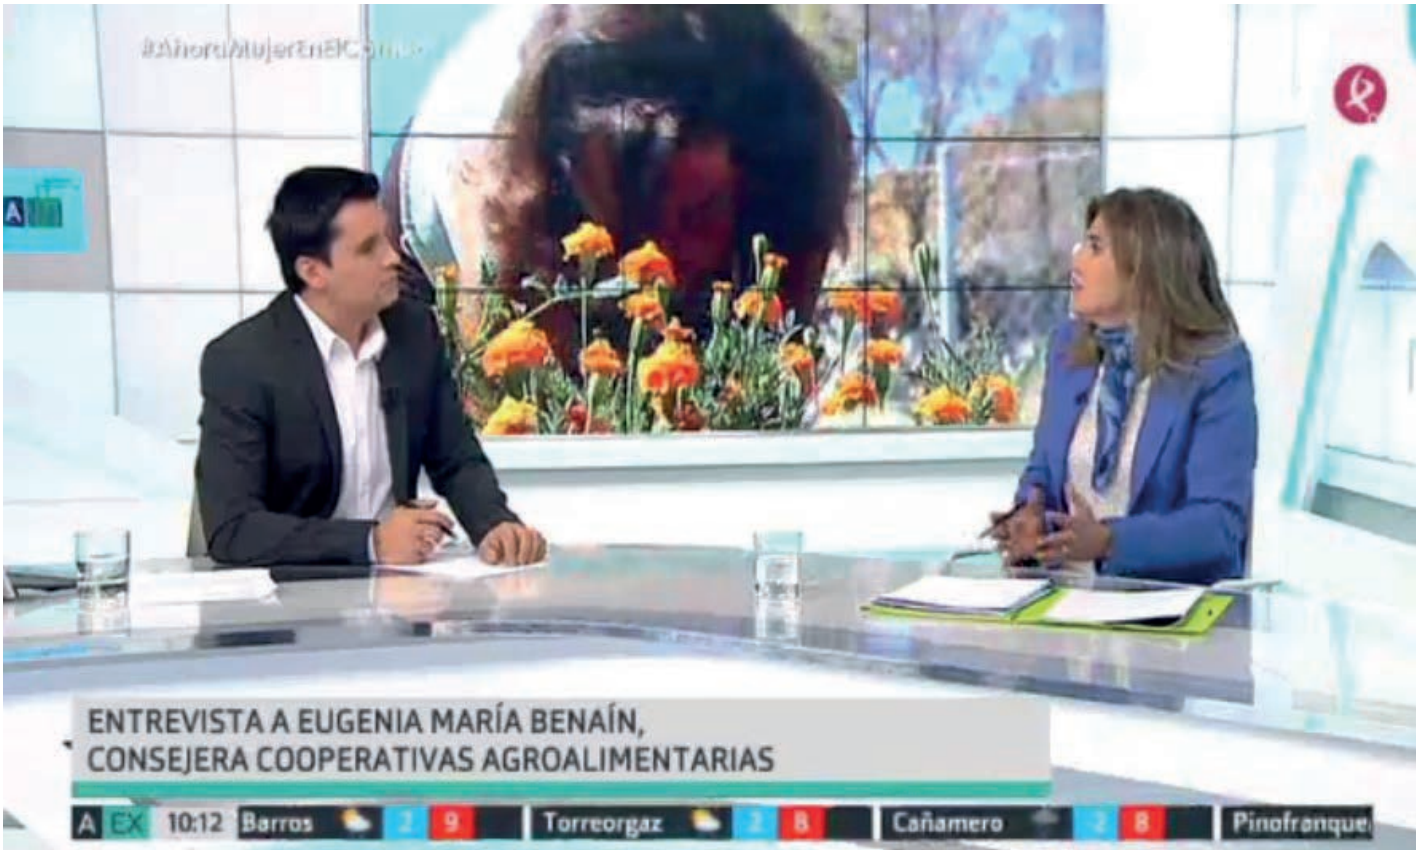 #AhoraMujerEnElCampo
A
ENTREVISTA A EUGENIA MARÍA BENAÍN,
CONSEJERA COOPERATIVAS AGROALIMENTARIAS
A EX 10:12 Barros 2 9 Torreorgaz 2 8 Cañamero 2 8 Pinofranque